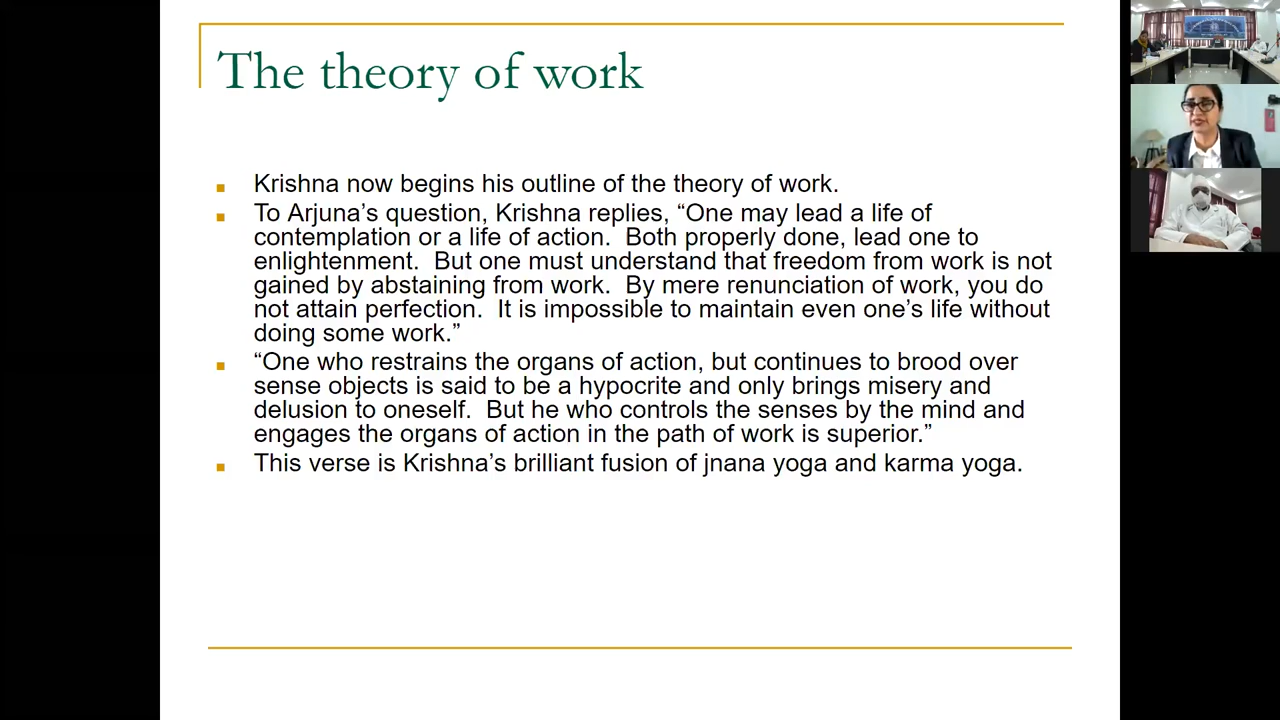 The theory of work
Krishna now begins his outline of the theory of work.
To Arjuna’s question, Krishna replies, “One may lead a life of
contemplation or a life of action.  Both properly done, lead one to
enlightenment.  But one must understand that freedom from work is not
gained by abstaining from work.  By mere renunciation of work, you do
not attain perfection.  It is impossible to maintain even one’s life without
doing some work.”
“One who restrains the organs of action, but continues to brood over
sense objects is said to be a hypocrite and only brings misery and
delusion to oneself.  But he who controls the senses by the mind and
engages the organs of action in the path of work is superior.”
This verse is Krishna’s brilliant fusion of jnana yoga and karma yoga.